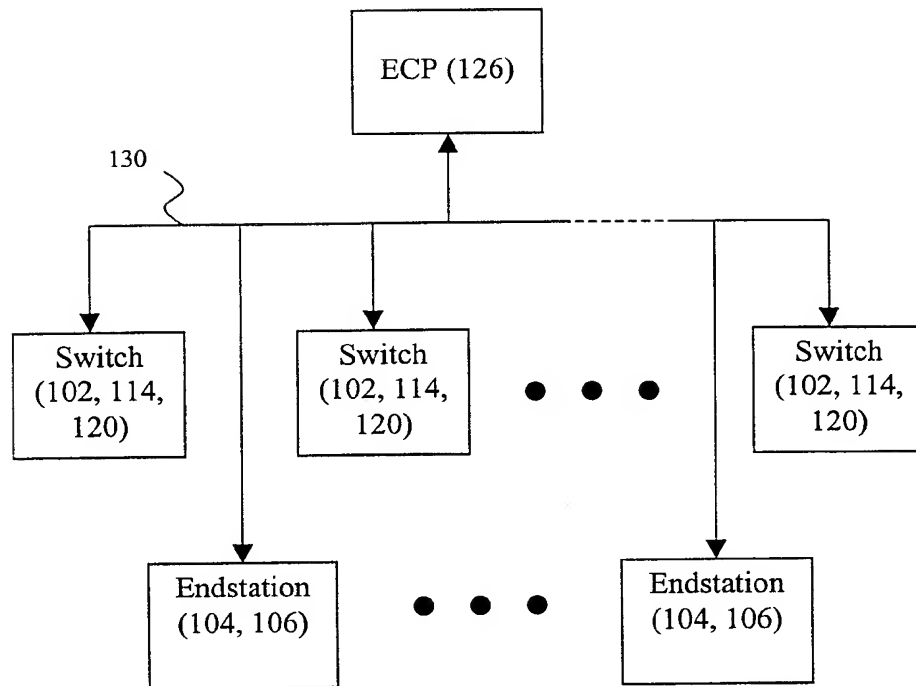 ECP (126)
130
Switch
(102, 114,
120)
Switch
(102, 114,
120)
Switch
(102, 114,
120)
Endstation
(104, 106)
Endstation
(104, 106)